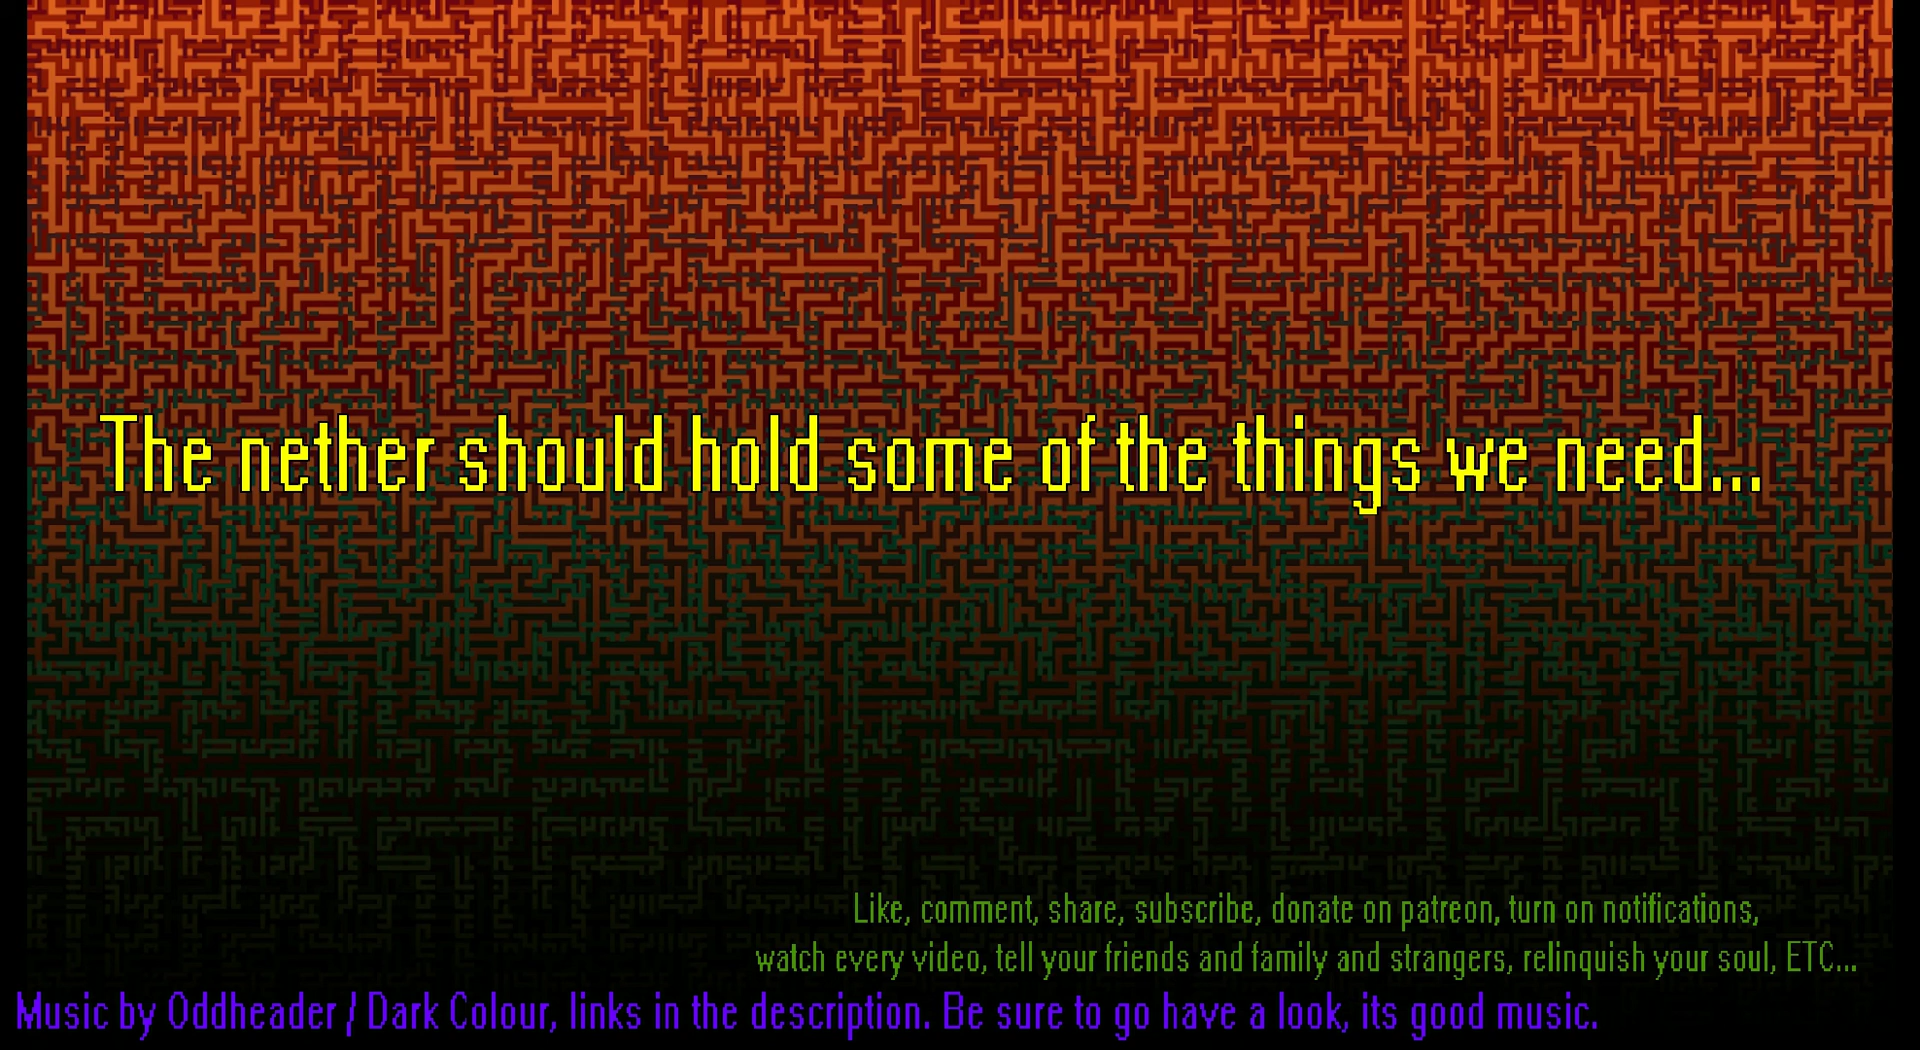 The nether should hold some of the things we need...
Like, comment, share, subscribe, donate on patreon, turn on notifications,
watch every video, tell your friends and family and strangers, relinquish your soul, ETC...
Music by Oddheader / Dark Colour, links in the description. Be sure to go have a look, its good music.